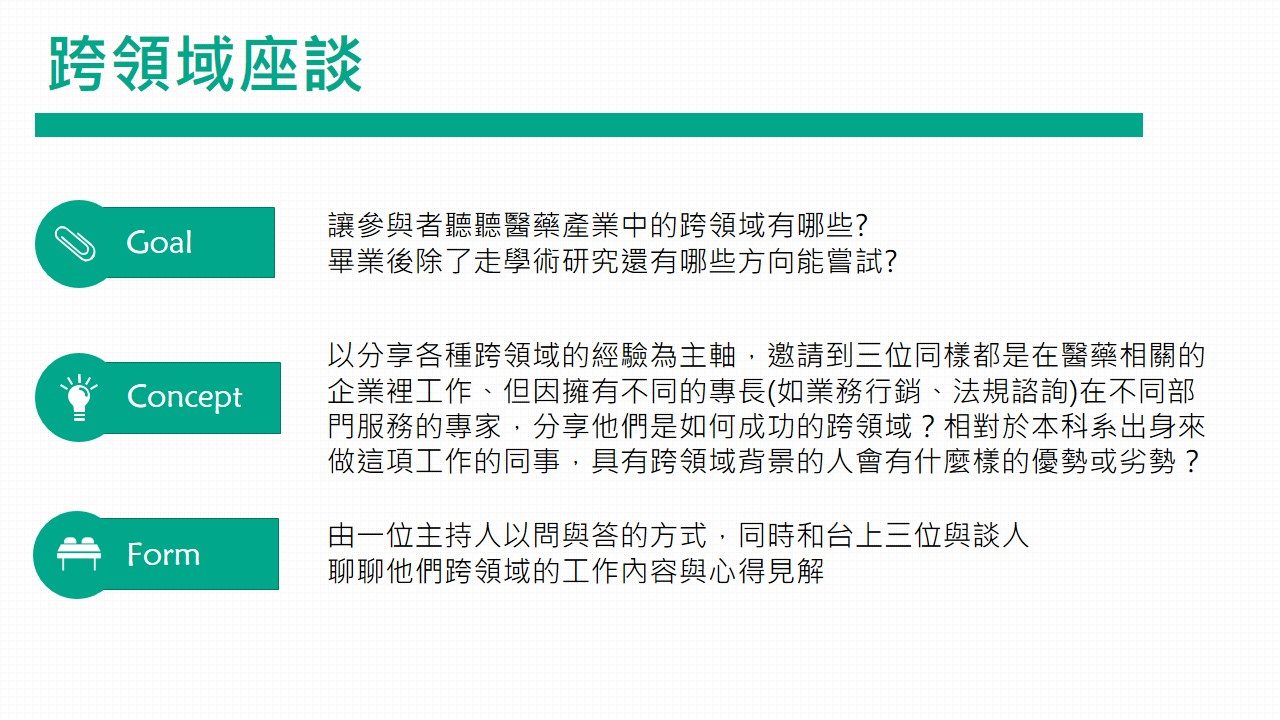 跨領域座談
Goal
讓參與者聽聽醫藥產業中的跨領域有哪些?
畢業後除了走學術研究還有哪些方向能嘗試?
Concept
以分享各種跨領域的經驗為主軸，邀請到三位同樣都是在醫藥相關的
企業裡工作、但因擁有不同的專長(如業務行銷、法規諮詢)在不同部
門服務的專家，分享他們是如何成功的跨領域？相對於本科系出身來
做這項工作的同事，具有跨領域背景的人會有什麼樣的優勢或劣勢？
Form
由一位主持人以問與答的方式，同時和台上三位與談人
聊聊他們跨領域的工作內容與心得見解